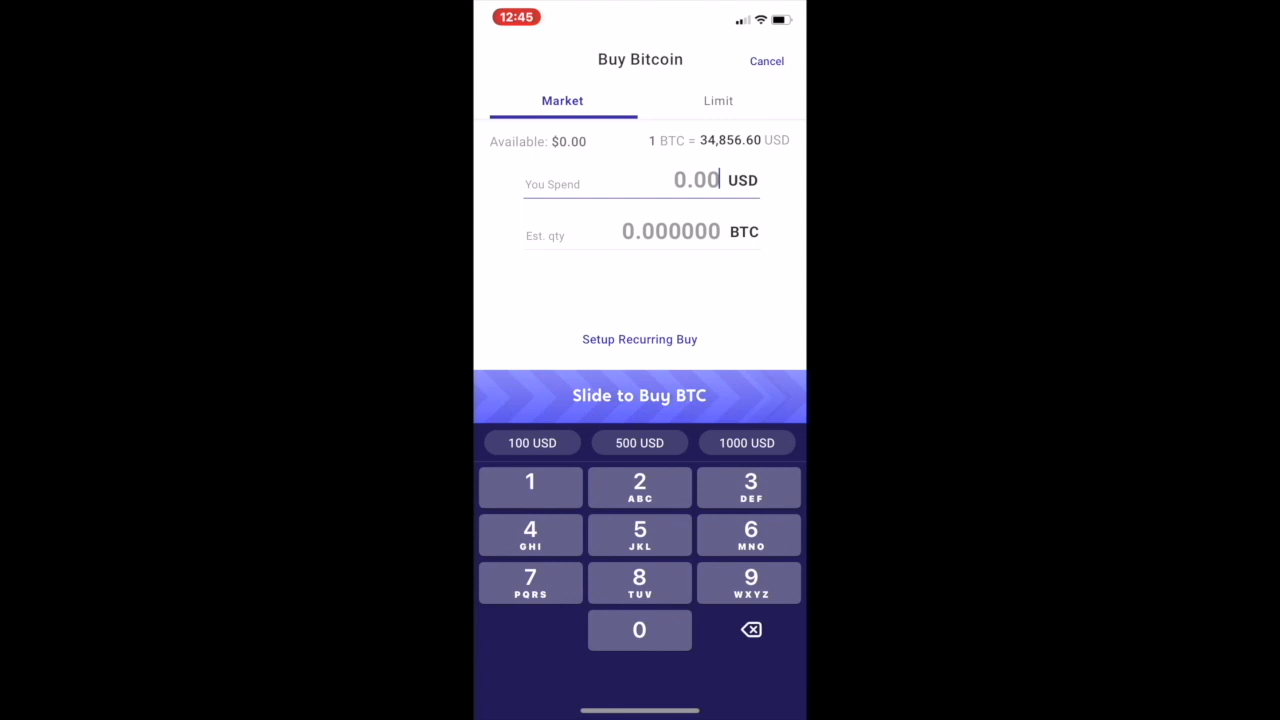 12:45
Buy Bitcoin
Cancel
Market
Limit
Available: $0.00
1 BTC = 34,856.60 USD
You Spend
0.00 USD
Est. qty
0.000000 BTC
Setup Recurring Buy
Slide to Buy BTC
100 USD
500 USD
1000 USD
1
2
ABC
3
DEF
4
GHI
5
JKL
6
MNO
7
PQRS
8
TUV
9
WXYZ
0